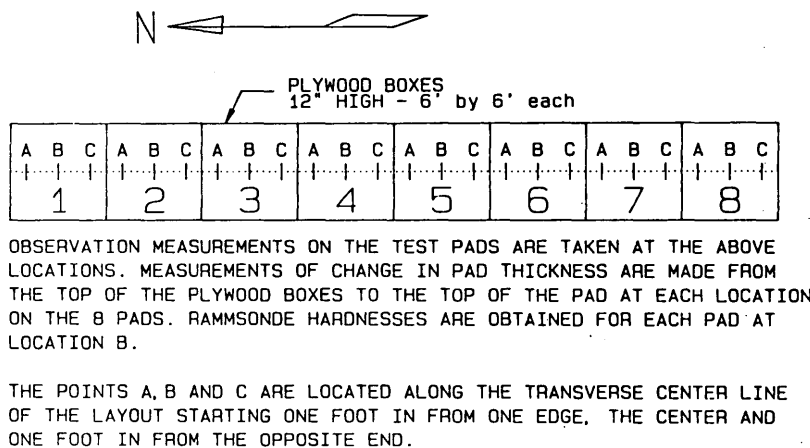 N
PLYWOOD BOXES
12" HIGH - 6' by 6' each
A B C A B C A B C A B C A B C A B C A B C A B C
1 2 3 4 5 6 7 8
OBSERVATION MEASUREMENTS ON THE TEST PADS ARE TAKEN AT THE ABOVE
LOCATIONS. MEASUREMENTS OF CHANGE IN PAD THICKNESS ARE MADE FROM
THE TOP OF THE PLYWOOD BOXES TO THE TOP OF THE PAD AT EACH LOCATION
ON THE 8 PADS. RAMMSONDE HARDNESSES ARE OBTAINED FOR EACH PAD AT
LOCATION B.
THE POINTS A, B AND C ARE LOCATED ALONG THE TRANSVERSE CENTER LINE
OF THE LAYOUT STARTING ONE FOOT IN FROM ONE EDGE, THE CENTER AND
ONE FOOT IN FROM THE OPPOSITE END.